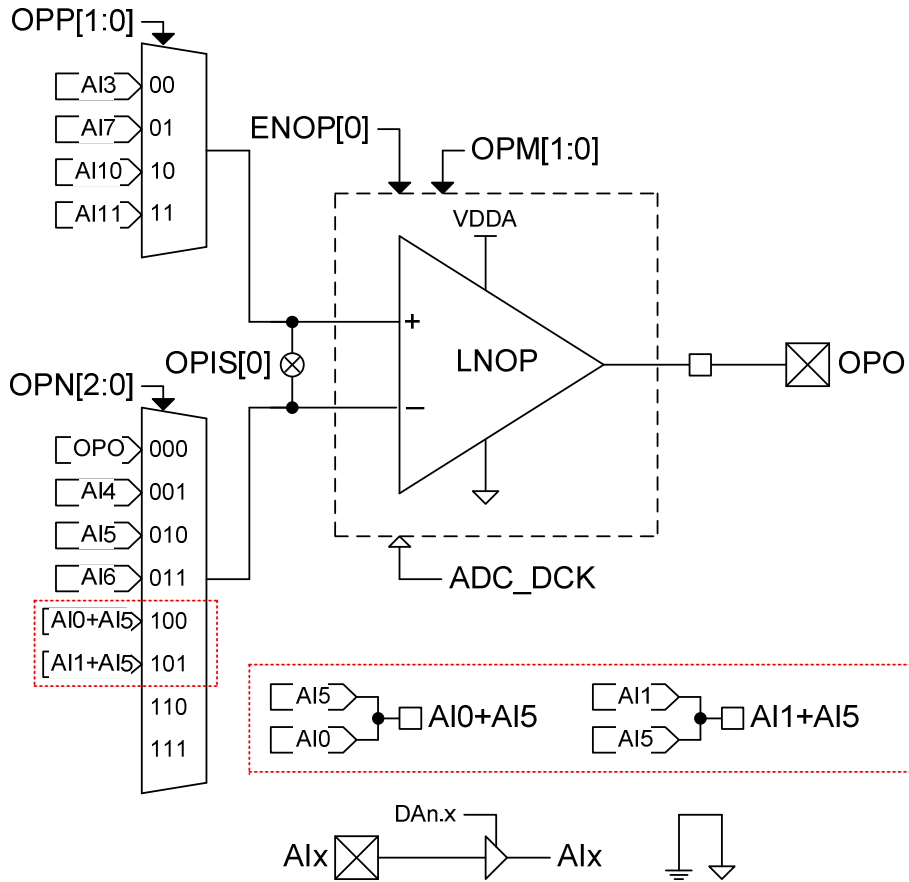 OPP[1:0]
AI3 00
AI7 01
AI10 10
AI11 11
ENOP[0]
OPM[1:0]
VDDA
+
LNOP
−
OPIS[0]
OPO
OPN[2:0]
OPO 000
AI4 001
AI5 010
AI6 011
AI0+AI5 100
AI1+AI5 101
110
111
ADC_DCK
AI5
AI0
AI0+AI5
AI1
AI5
AI1+AI5
DAn.x
AIx
AIx